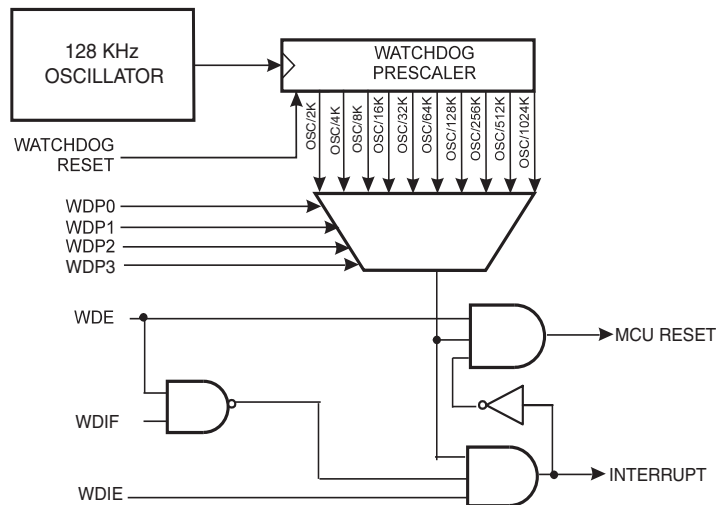 128 KHz
OSCILLATOR
WATCHDOG
PRESCALER
OSC/2K
OSC/4K
OSC/8K
OSC/16K
OSC/32K
OSC/64K
OSC/128K
OSC/256K
OSC/512K
OSC/1024K
WATCHDOG
RESET
WDP0
WDP1
WDP2
WDP3
WDE
MCU RESET
WDIF
INTERRUPT
WDIE